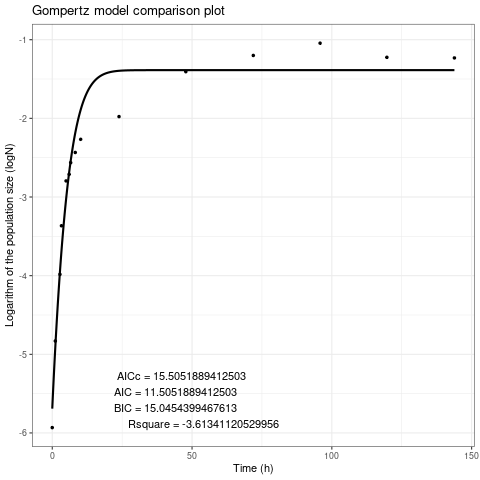 Gompertz model comparison plot
-1
-2
-3
-4
-5
-6
Logarithm of the population size (logN)
AICc = 15.5051889412503
AIC = 11.5051889412503
BIC = 15.0454399467613
Rsquare = -3.61341120529956
0 50 100 150
Time (h)